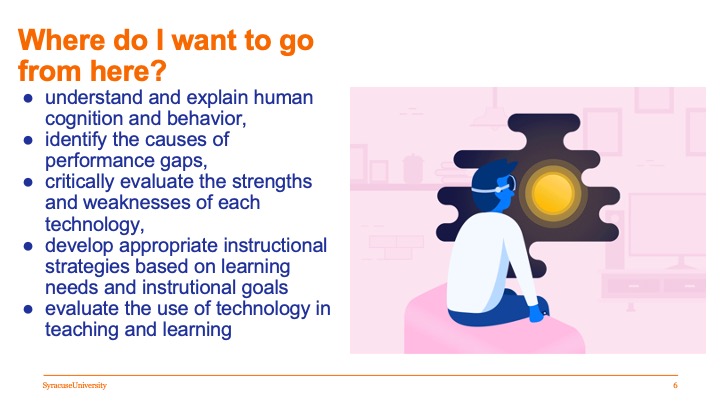 Where do I want to go
from here?
● understand and explain human
cognition and behavior,
● identify the causes of
performance gaps,
● critically evaluate the strengths
and weaknesses of each
technology,
● develop appropriate instructional
strategies based on learning
needs and instrutional goals
● evaluate the use of technology in
teaching and learning
SyracuseUniversity
6